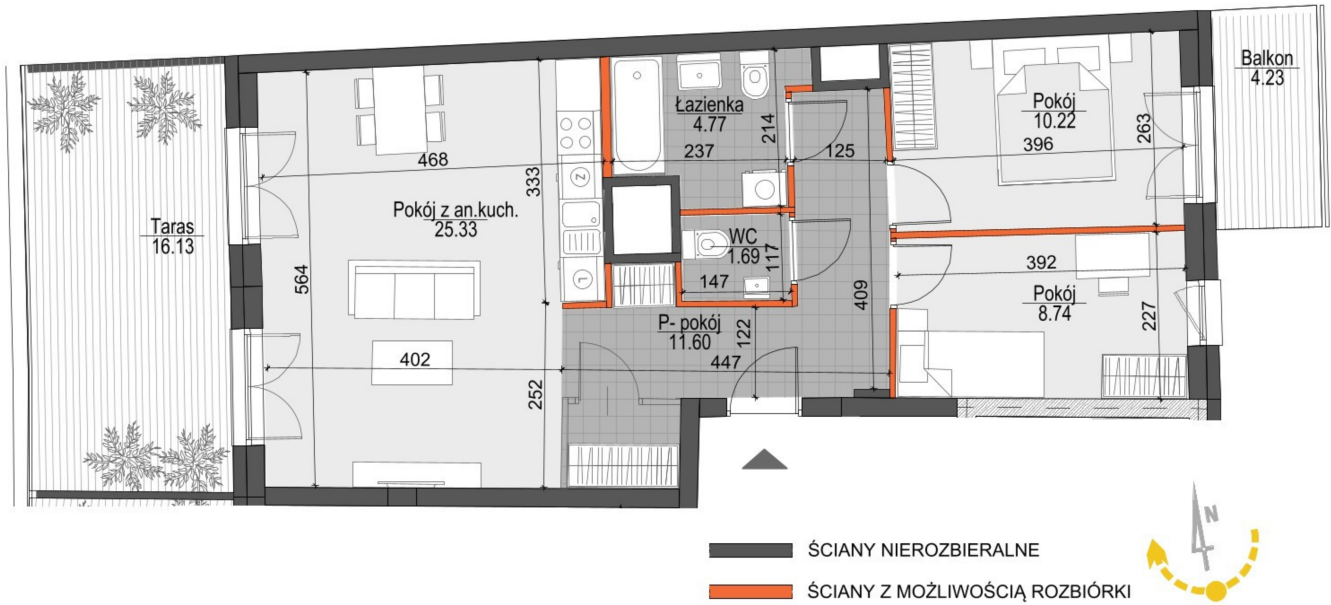 Balkon
4.23
Łazienka
4.77
214
237
125
Pokój
10.22
263
396
468
333
Z
Pokój z an.kuch.
25.33
Taras
16.13
WC
1.69
117
147
L
564
409
392
Pokój
8.74
227
P- pokój
11.60
122
402
447
252
N
ŚCIANY NIEROZBIERALNE
ŚCIANY Z MOŻLIWOŚCIĄ ROZBIÓRKI